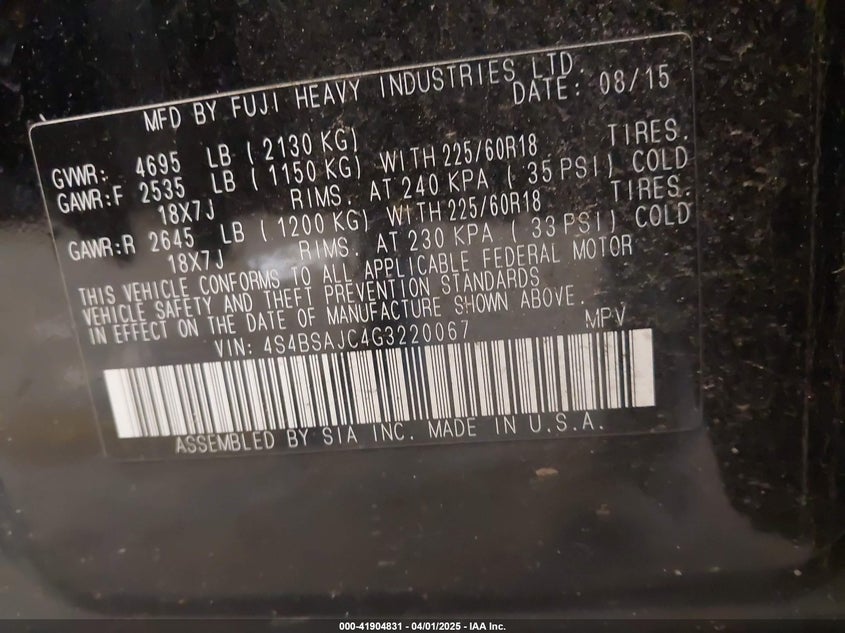 MFD BY FUJI HEAVY INDUSTRIES LTD.
DATE: 08/15
GVWR: 4695 LB ( 2130 KG)
GAWR:F 2535 LB ( 1150 KG) WITH 225/60R18 TIRES.
18X7J RIMS. AT 240 KPA ( 35 PSI) COLD
GAWR:R 2645 LB ( 1200 KG) WITH 225/60R18 TIRES.
18X7J RIMS. AT 230 KPA ( 33 PSI) COLD
THIS VEHICLE CONFORMS TO ALL APPLICABLE FEDERAL MOTOR
VEHICLE SAFETY AND THEFT PREVENTION STANDARDS
IN EFFECT ON THE DATE OF MANUFACTURE SHOWN ABOVE.
VIN: 4S4BSAJC4G3220067 MPV
ASSEMBLED BY SIA INC. MADE IN U.S.A.
000-41904831 - 04/01/2025 - IAA Inc.